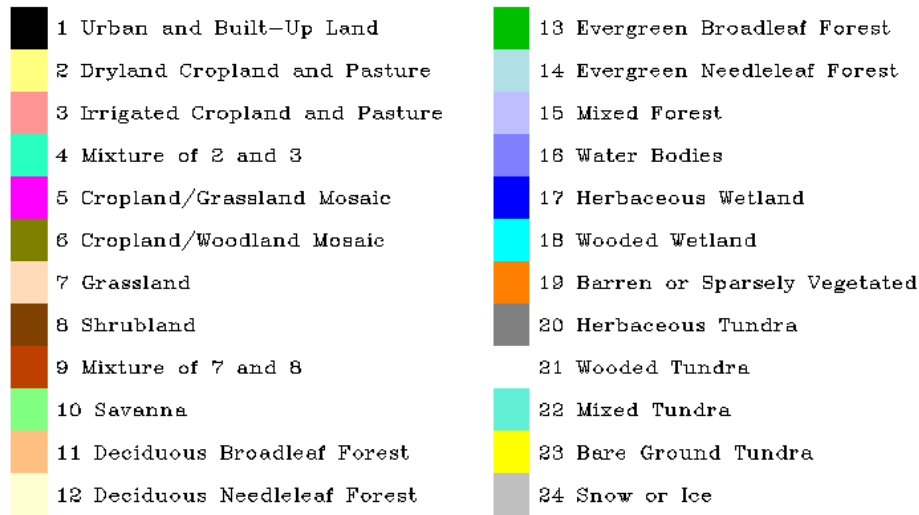 1 Urban and Built-Up Land
2 Dryland Cropland and Pasture
3 Irrigated Cropland and Pasture
4 Mixture of 2 and 3
5 Cropland/Grassland Mosaic
6 Cropland/Woodland Mosaic
7 Grassland
8 Shrubland
9 Mixture of 7 and 8
10 Savanna
11 Deciduous Broadleaf Forest
12 Deciduous Needleleaf Forest
13 Evergreen Broadleaf Forest
14 Evergreen Needleleaf Forest
15 Mixed Forest
16 Water Bodies
17 Herbaceous Wetland
18 Wooded Wetland
19 Barren or Sparsely Vegetated
20 Herbaceous Tundra
21 Wooded Tundra
22 Mixed Tundra
23 Bare Ground Tundra
24 Snow or Ice